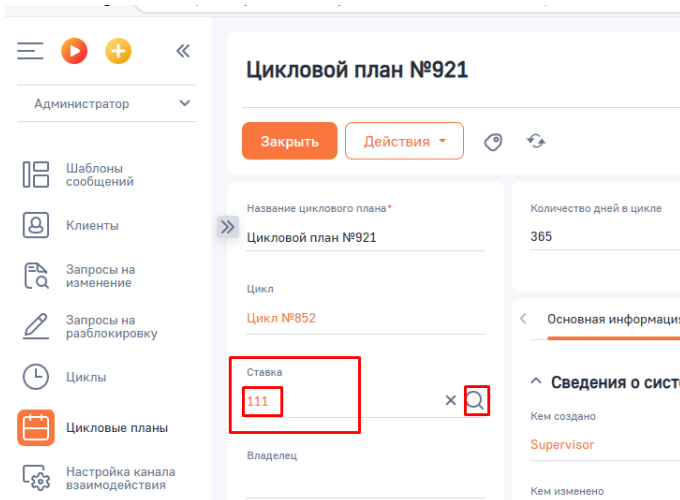 Цикловой план №921
Администратор
Закрыть
Действия
Шаблоны
сообщений
Клиенты
Запросы на
изменение
Запросы на
разблокировку
Циклы
Цикловые планы
Настройка канала
взаимодействия
Название циклового плана*
Цикловой план №921
Цикл
Цикл №852
Ставка
111
Владелец
Количество дней в цикле
365
Основная информация
Сведения о сист
Кем создано
Supervisor
Кем изменено